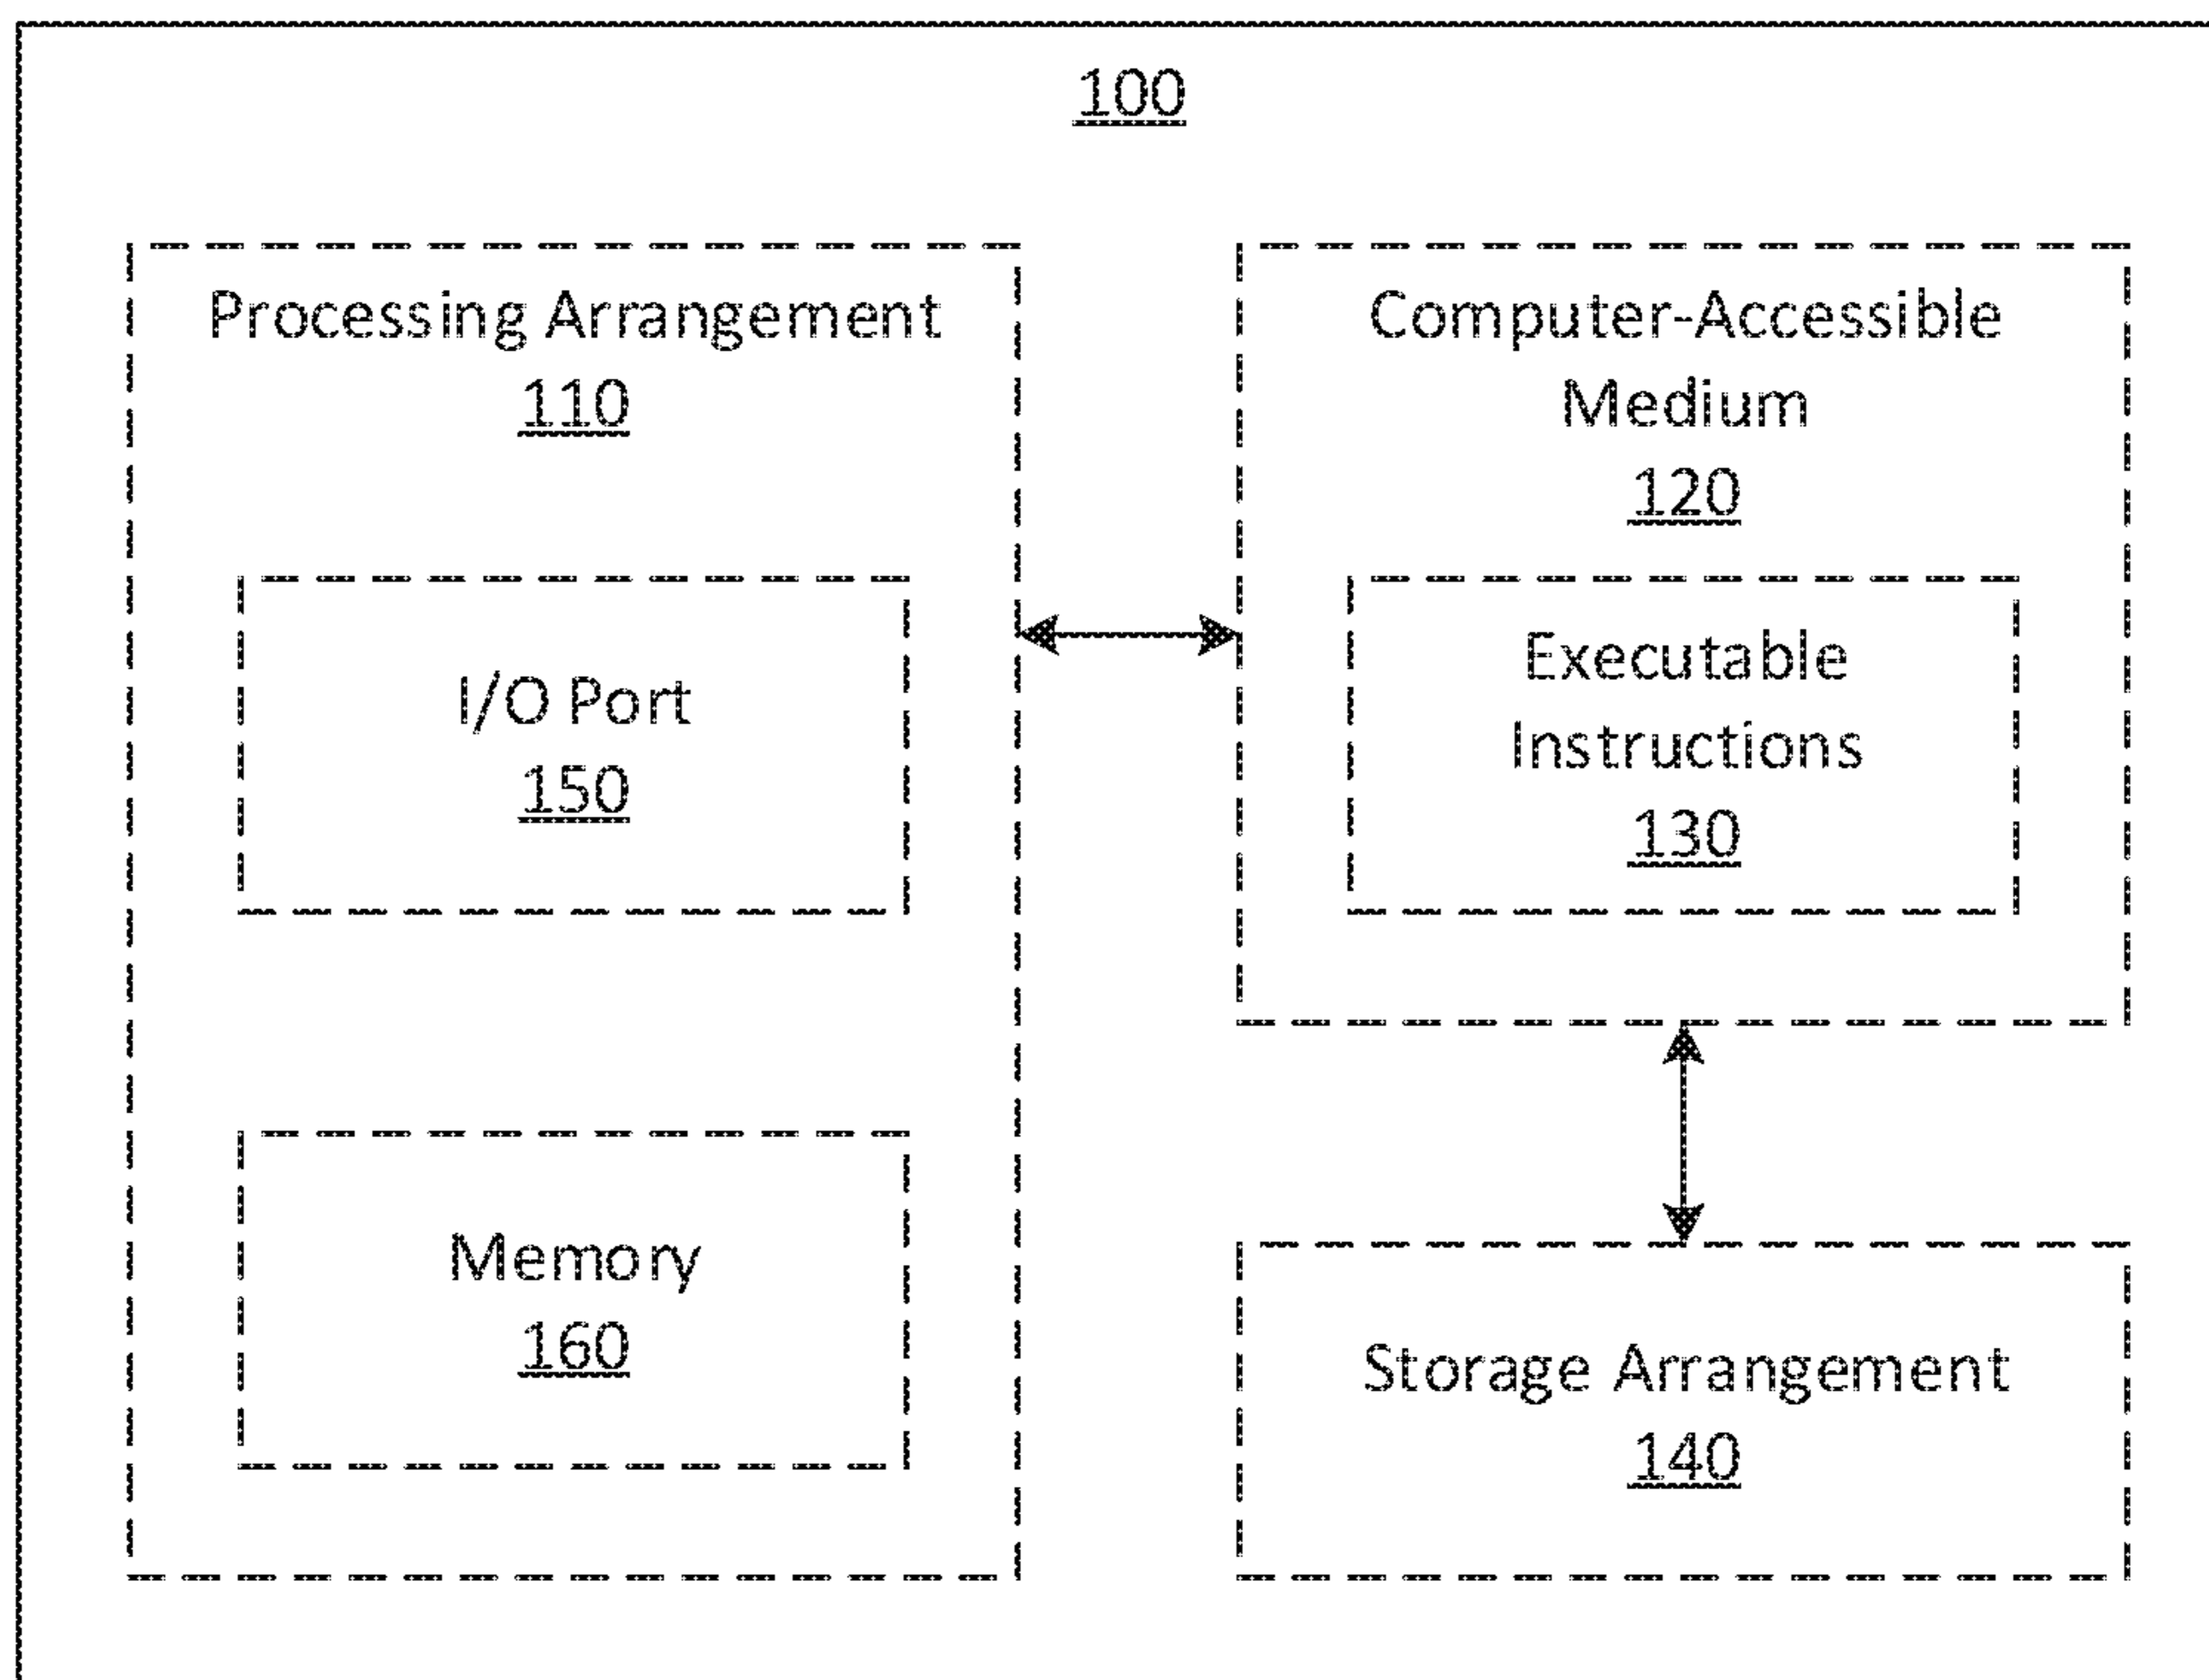 100
Processing Arrangement
110
I/O Port
150
Memory
160
Computer-Accessible
Medium
120
Executable
Instructions
130
Storage Arrangement
140